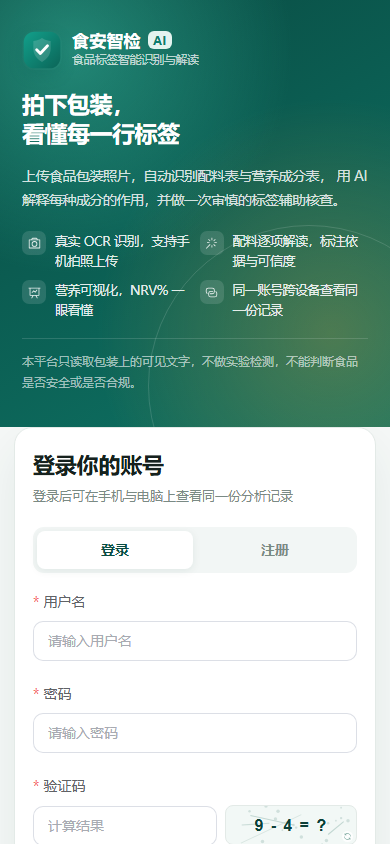 食安智检 AI
食品标签智能识别与解读
拍下包装，
看懂每一行标签
上传食品包装照片，自动识别配料表与营养成分表， 用 AI
解释每种成分的作用，并做一次审慎的标签辅助核查。
真实 OCR 识别，支持手
机拍照上传
配料逐项解读，标注依
据与可信度
营养可视化，NRV% 一
眼看懂
同一账号跨设备查看同
一份记录
本平台只读取包装上的可见文字，不做实验检测，不能判断食品
是否安全或是否合规。
登录你的账号
登录后可在手机与电脑上查看同一份分析记录
登录
注册
* 用户名
请输入用户名
* 密码
请输入密码
* 验证码
计算结果
9 - 4 = ?